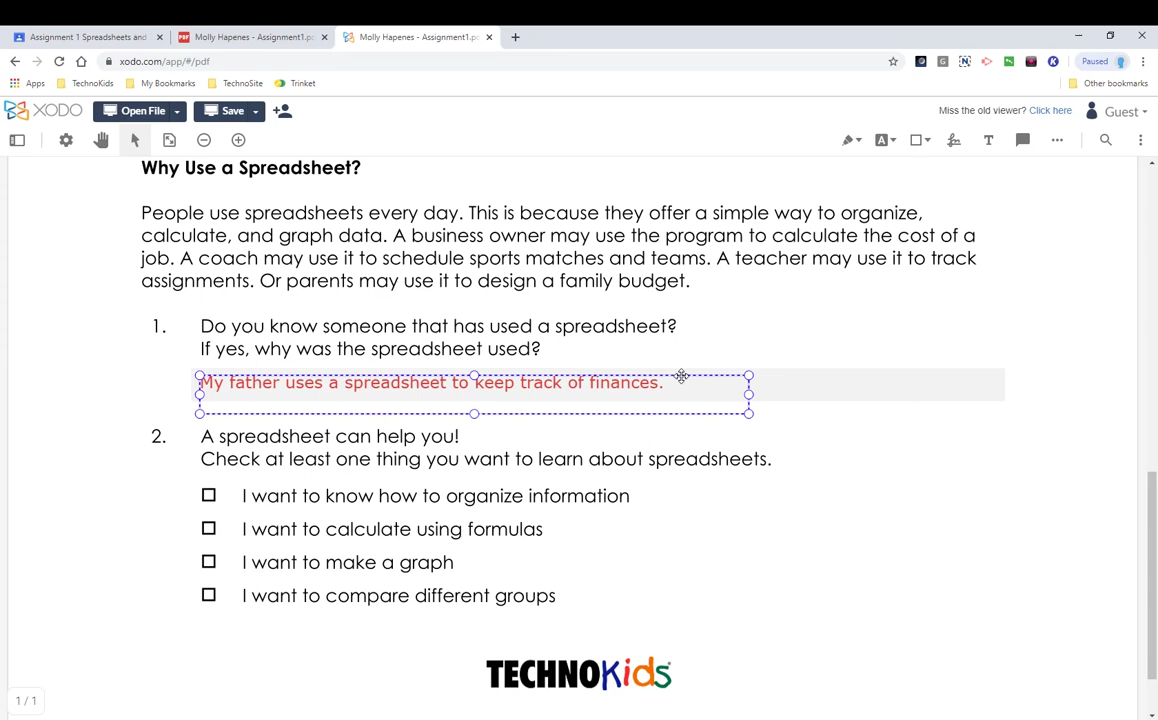 Assignment 1 Spreadsheets and
Molly Hapenes - Assignment1.pc
Molly Hapenes - Assignment1.pc
xodo.com/app/#/pdf
Paused
Apps
TechnoKids
My Bookmarks
TechnoSite
Trinket
Other bookmarks
XODO
Open File
Save
Miss the old viewer? Click here
Guest
Why Use a Spreadsheet?
People use spreadsheets every day. This is because they offer a simple way to organize,
calculate, and graph data. A business owner may use the program to calculate the cost of a
job. A coach may use it to schedule sports matches and teams. A teacher may use it to track
assignments. Or parents may use it to design a family budget.
1. Do you know someone that has used a spreadsheet?
If yes, why was the spreadsheet used?
My father uses a spreadsheet to keep track of finances.
2. A spreadsheet can help you!
Check at least one thing you want to learn about spreadsheets.
I want to know how to organize information
I want to calculate using formulas
I want to make a graph
I want to compare different groups
TECHNOKids
1 / 1